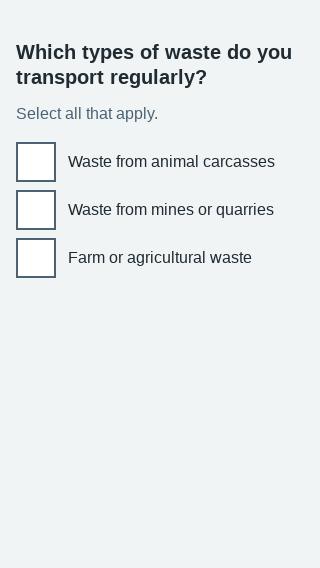 Which types of waste do you
transport regularly?
Select all that apply.
Waste from animal carcasses
Waste from mines or quarries
Farm or agricultural waste